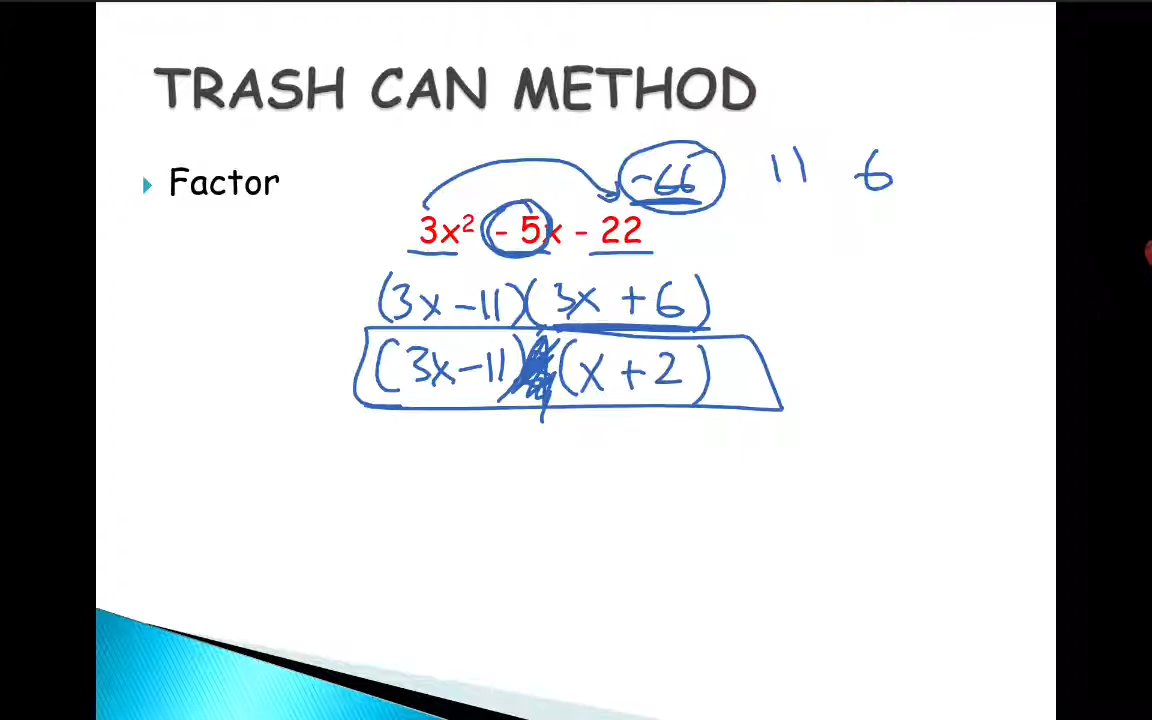 TRASH CAN METHOD
Factor
-66 11 6
3x² - 5x - 22
(3x-11)(3x+6)
(3x-11)(x+2)